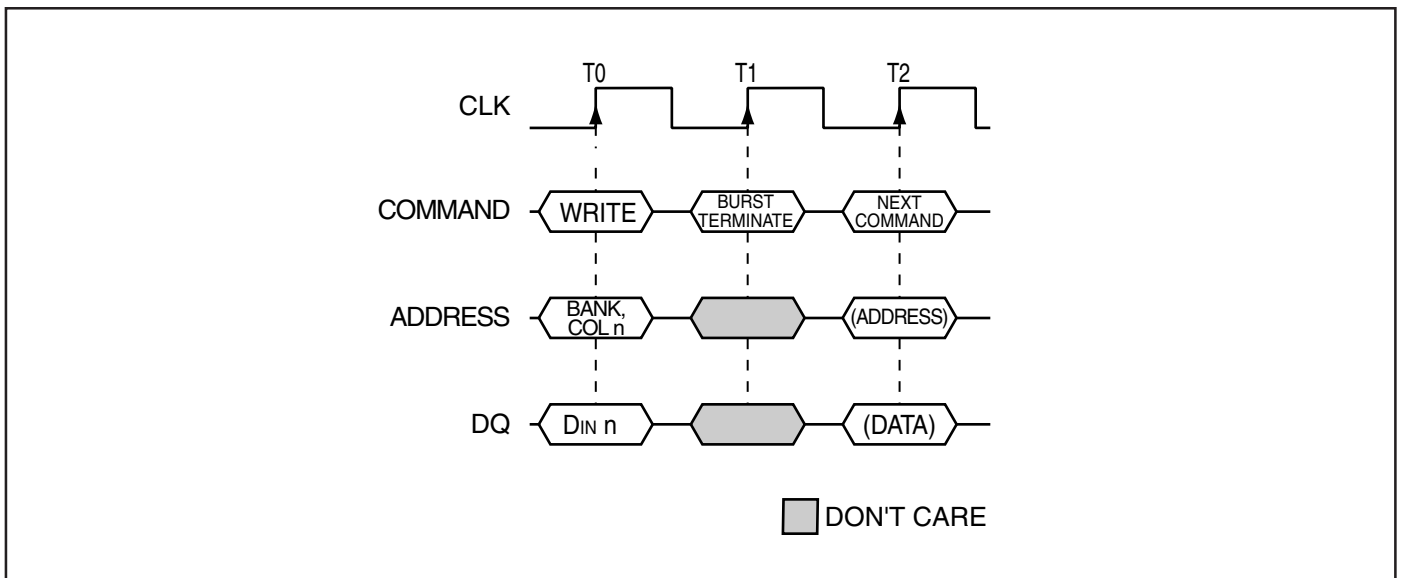 T0 T1 T2
CLK
COMMAND WRITE BURST TERMINATE NEXT COMMAND
ADDRESS BANK, COL n (ADDRESS)
DQ DIN n (DATA)
DON'T CARE